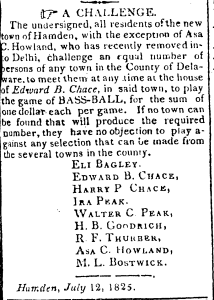 ☞ A CHALLENGE.
The undersigned, all residents of the new
town of Hamden, with the exception of Asa
C. Howland, who has recently removed in-
to Delhi, challenge an equal number of
persons of any town in the County of Dela-
ware, to meet them at any time at the house
of Edward B. Chace, in said town, to play
the game of BASS-BALL, for the sum of
one dollar each per game. If no town can
be found that will produce the required
number, they have no objection to play a-
gainst any selection that can be made from
the several towns in the county.
ELI BAGLEY.
EDWARD B. CHACE,
HARRY P CHACE,
IRA PEAK.
WALTER C. PEAK,
H. B. GOODRICH,
R. F. THURBER,
ASA C. HOWLAND,
M. L. BOSTWICK.
Hamden, July 12, 1825.